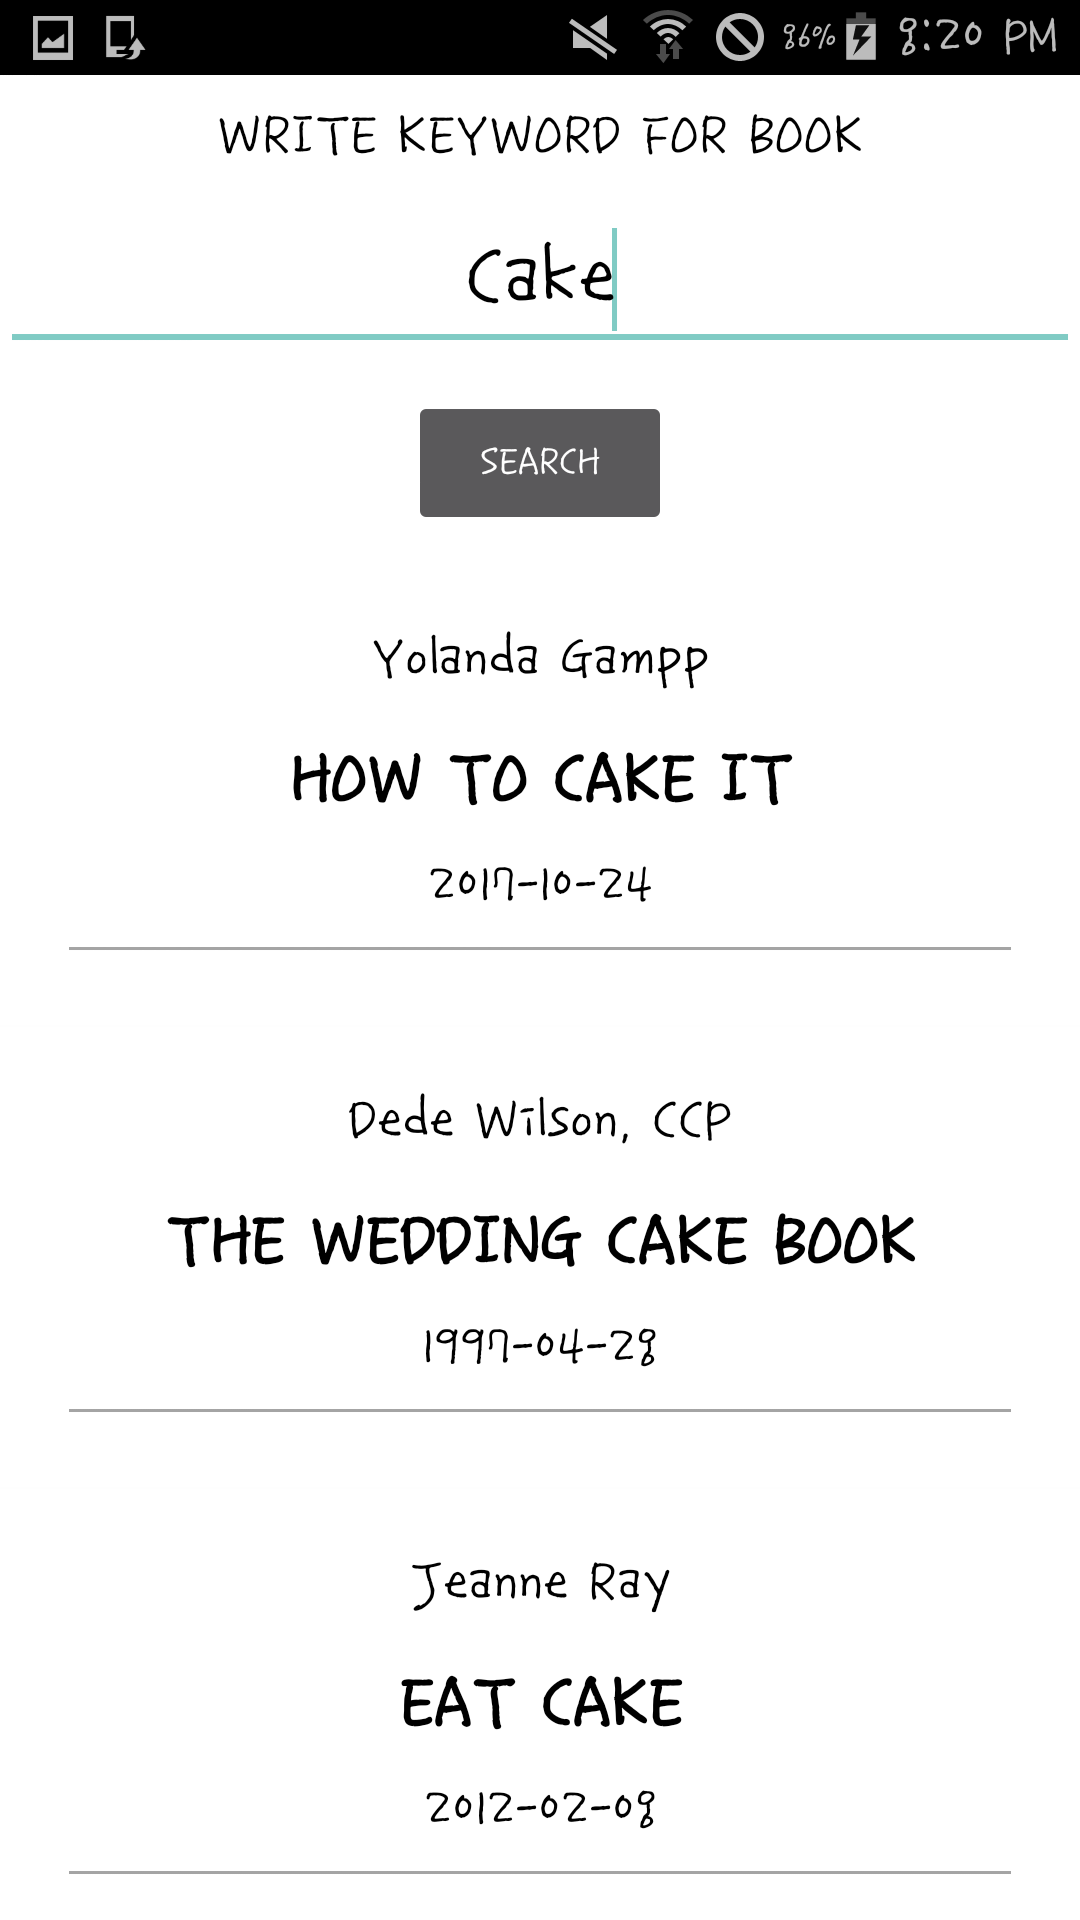 86% 8:20 PM
WRITE KEYWORD FOR BOOK
Cake
SEARCH
Yolanda Gampp
HOW TO CAKE IT
2017-10-24
Dede Wilson, CCP
THE WEDDING CAKE BOOK
1997-04-28
Jeanne Ray
EAT CAKE
2012-02-08